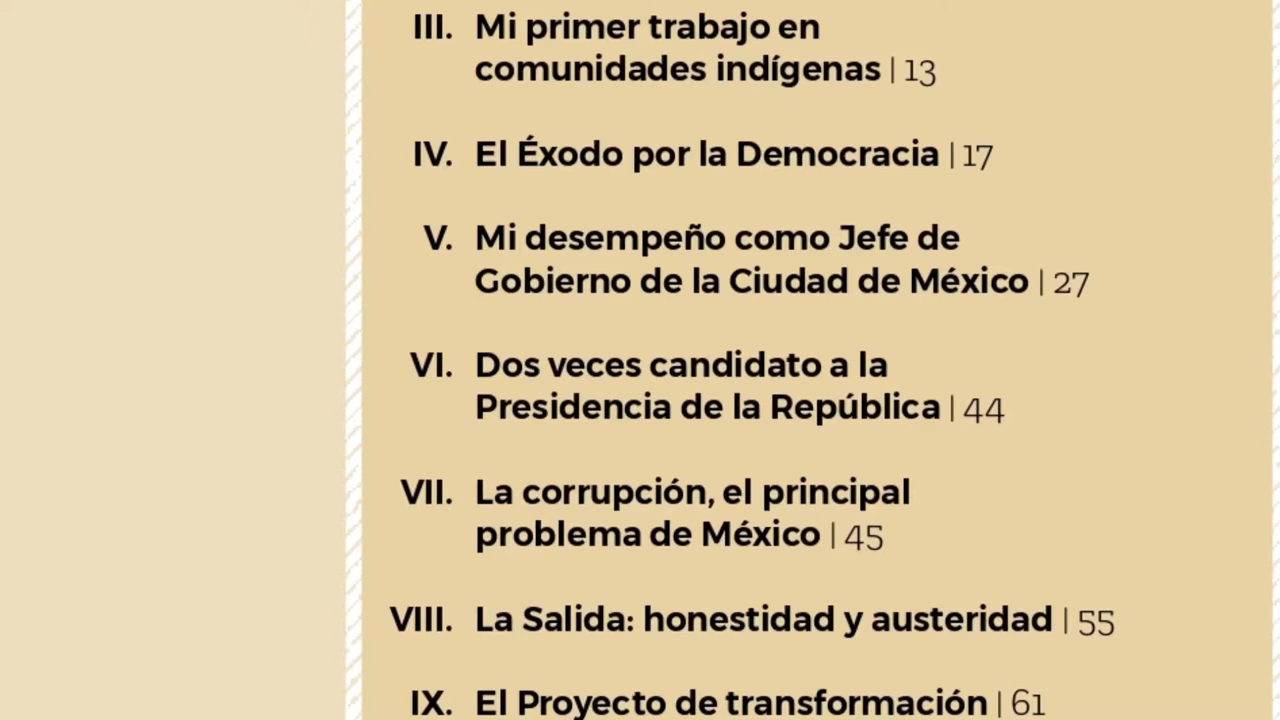 III. Mi primer trabajo en
comunidades indígenas | 13
IV. El Éxodo por la Democracia | 17
V. Mi desempeño como Jefe de
Gobierno de la Ciudad de México | 27
VI. Dos veces candidato a la
Presidencia de la República | 44
VII. La corrupción, el principal
problema de México | 45
VIII. La Salida: honestidad y austeridad | 55
IX. El Proyecto de transformación | 61